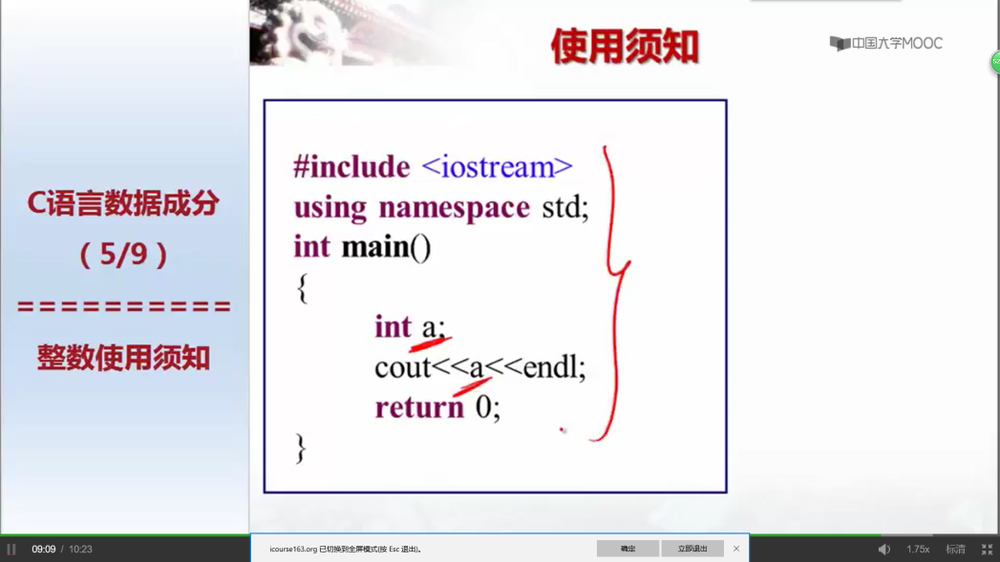 使用须知
中国大学MOOC
52
C语言数据成分
（5/9）
==========
整数使用须知
#include <iostream>
using namespace std;
int main()
{
int a;
cout<<a<<endl;
return 0;
}
09:09 / 10:23
icourse163.org 已切换到全屏模式(按 Esc 退出)。
确定
立即退出
×
1.75x
标清